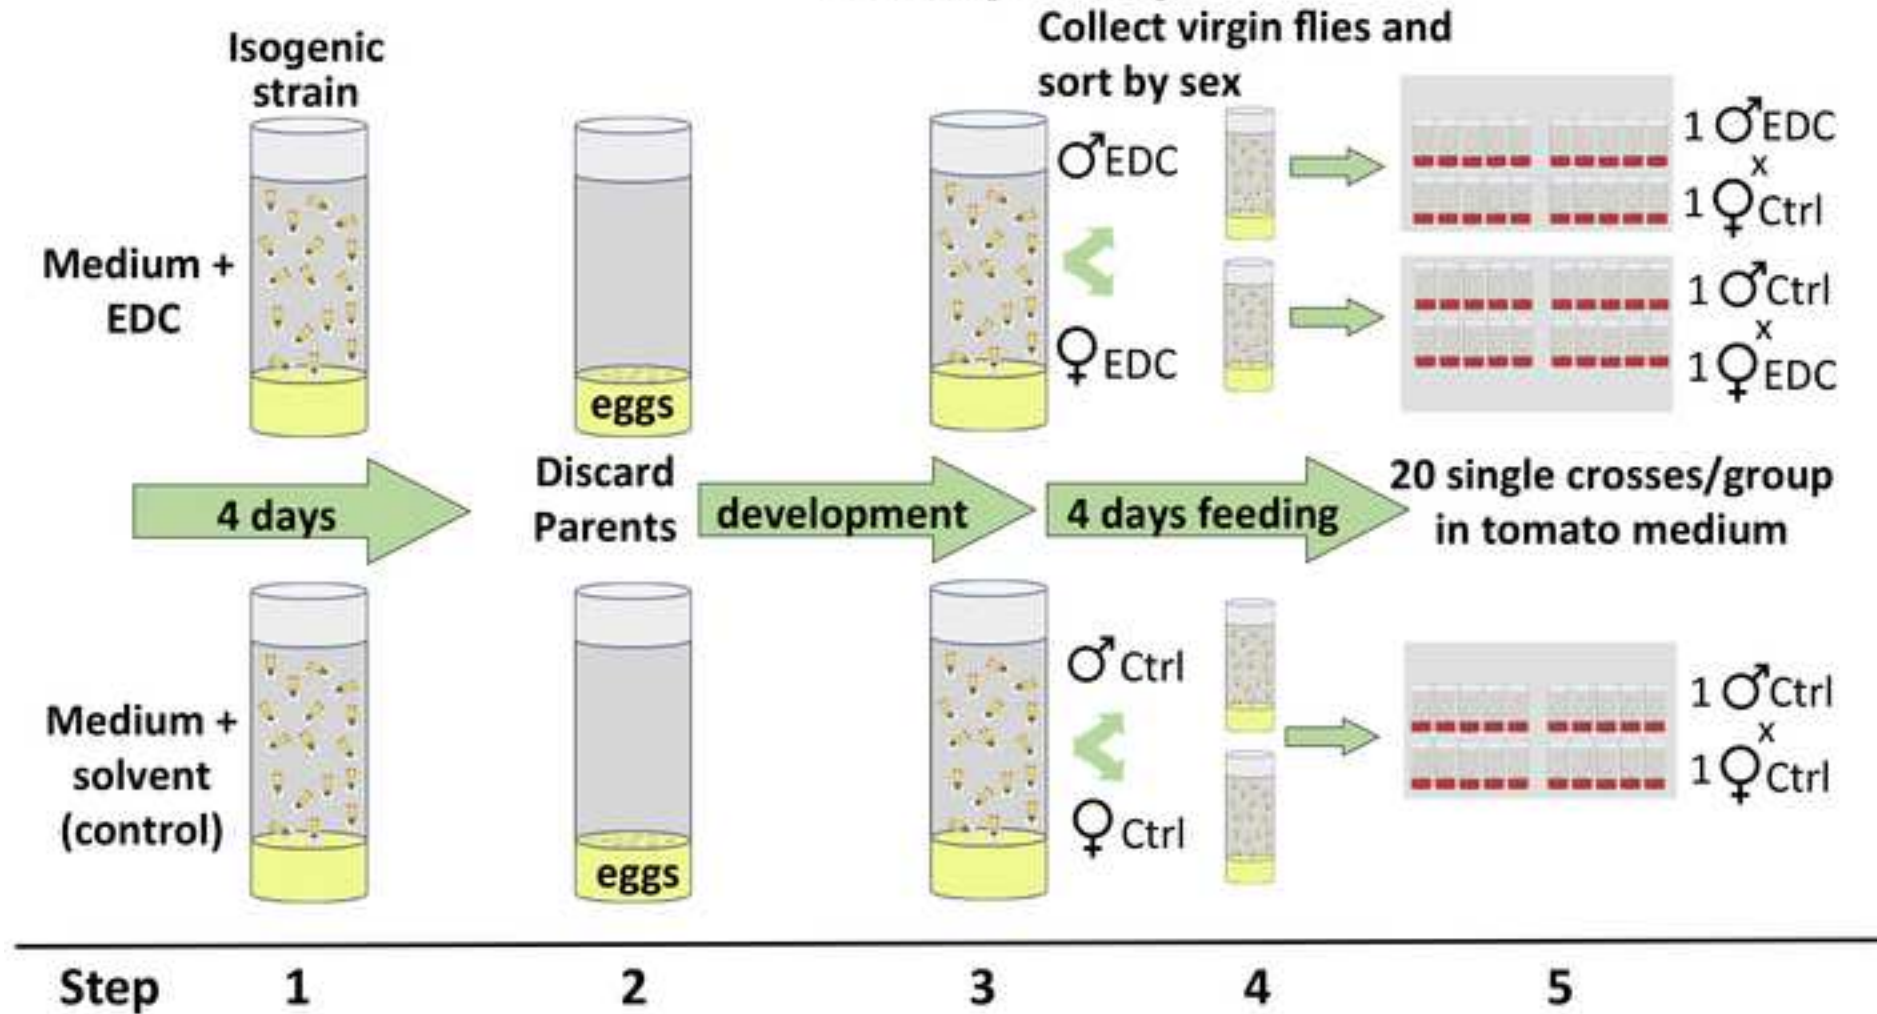 Collect virgin flies and
sort by sex
Isogenic
strain
Medium +
EDC
eggs
♂EDC
♀EDC
1 ♂EDC
x
1 ♀Ctrl
1 ♂Ctrl
x
1 ♀EDC
4 days
Discard
Parents
development
4 days feeding
20 single crosses/group
in tomato medium
Medium +
solvent
(control)
eggs
♂Ctrl
♀Ctrl
1 ♂Ctrl
x
1 ♀Ctrl
Step 1 2 3 4 5